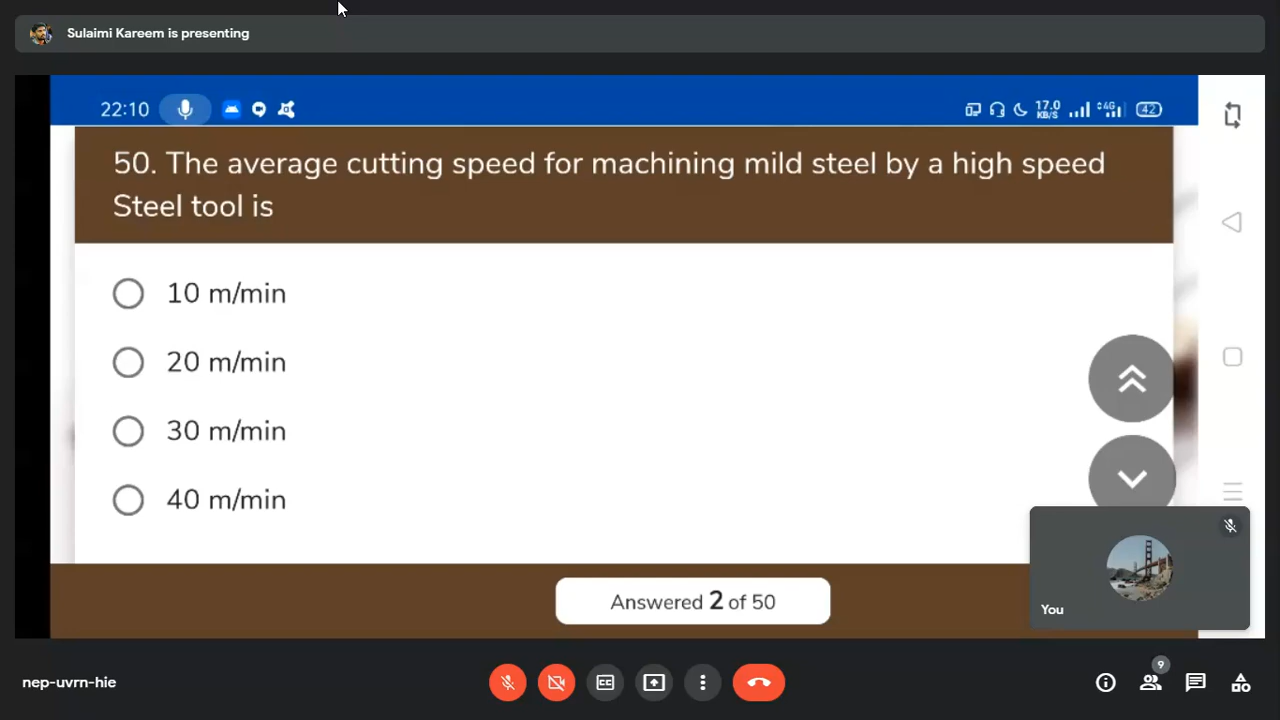 Sulaimi Kareem is presenting
22:10
17.0
KB/S
4G
42
50. The average cutting speed for machining mild steel by a high speed
Steel tool is
10 m/min
20 m/min
30 m/min
40 m/min
You
Answered 2 of 50
nep-uvrn-hie
CC
9